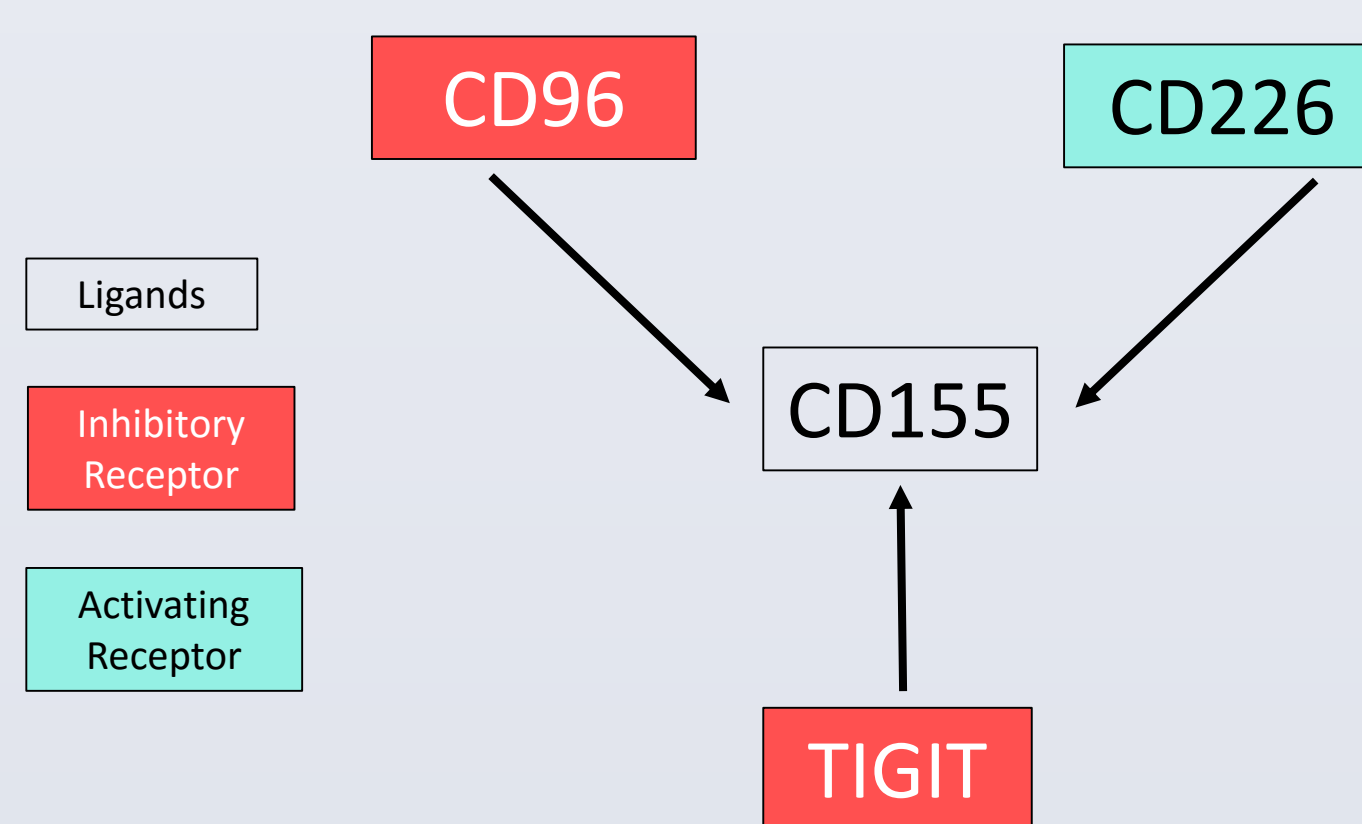 CD96
CD226
Ligands
CD155
Inhibitory
Receptor
Activating
Receptor
TIGIT